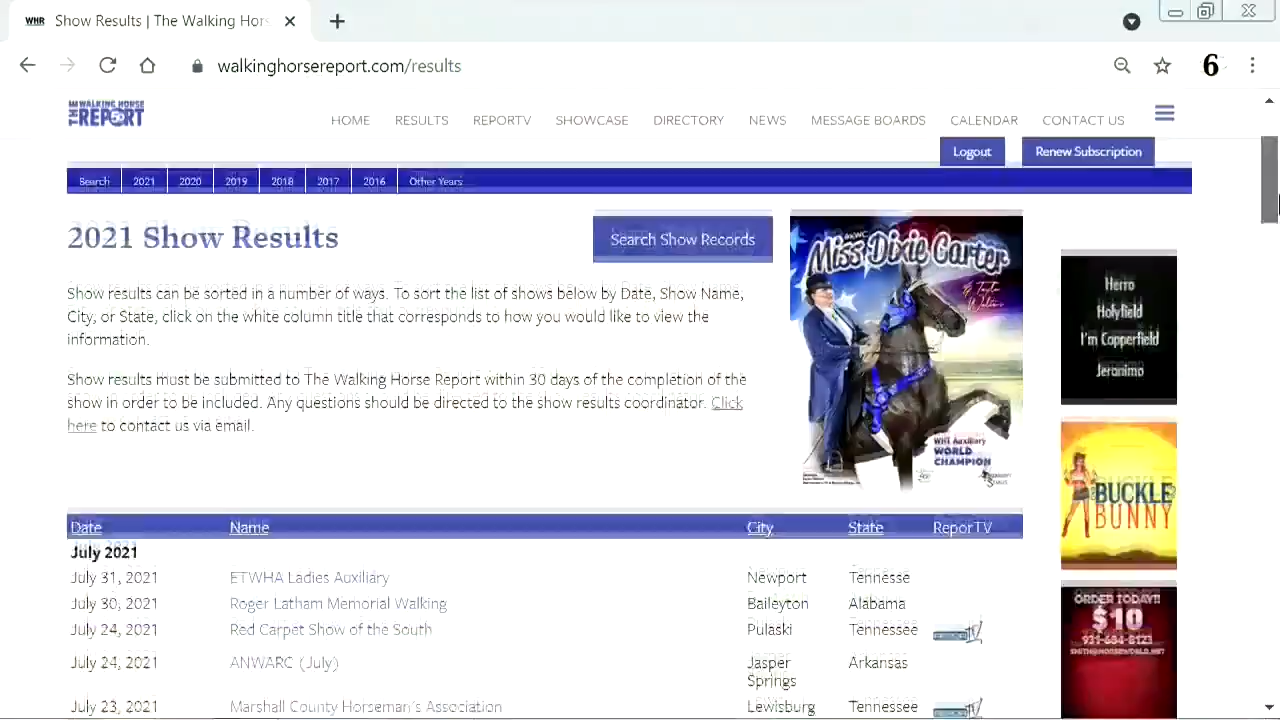 WHR Show Results | The Walking Hor
walkinghorsereport.com/results
6
THE WALKING HORSE
REPORT
HOME RESULTS REPORTV SHOWCASE DIRECTORY NEWS MESSAGE BOARDS CALENDAR CONTACT US
Logout Renew Subscription
Search 2021 2020 2019 2018 2017 2016 Other Years
2021 Show Results
Search Show Records
Show results can be sorted in a number of ways. To sort the list of shows below by Date, Show Name,
City, or State, click on the white column title that corresponds to how you would like to view the
information.
Show results must be submitted to The Walking Horse Report within 30 days of the completion of the
show in order to be included. Any questions should be directed to the show results coordinator. Click
here to contact us via email.
Miss Dixie Carter
WHT Auxiliary
WORLD
CHAMPION
Herro
Holyfield
I'm Copperfield
Jeronimo
BUCKLE
BUNNY
ORDER TODAY!!
$10
931-684-8123
SMITH@HORSEWORLD.NET
Date Name City State ReporTV
July 2021
July 31, 2021 ETWHA Ladies Auxiliary Newport Tennesse
July 30, 2021 Roger Latham Memorial Baileyton Alabama
July 24, 2021 Red Carpet Show of the South Pulaski Tennessee
July 24, 2021 ANWARC (July) Jasper Arkansas
Springs
July 23, 2021 Marshall County Horseman's Association Lewisburg Tennessee